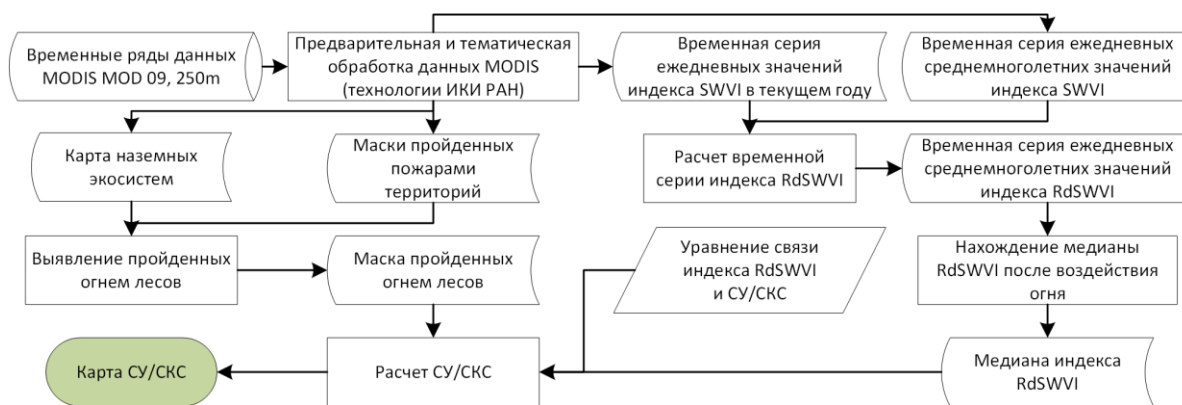 Временные ряды данных
MODIS MOD 09, 250m
Предварительная и тематическая
обработка данных MODIS
(технологии ИКИ РАН)
Временная серия
ежедневных значений
индекса SWVI в текущем году
Временная серия ежедневных
среднемноголетних значений
индекса SWVI
Карта наземных
экосистем
Маски пройденных
пожарами
территорий
Расчет временной
серии индекса RdSWVI
Временная серия ежедневных
среднемноголетних значений
индекса RdSWVI
Выявление пройденных
огнем лесов
Маска пройденных
огнем лесов
Уравнение связи
индекса RdSWVI
и СУ/СКС
Нахождение медианы
RdSWVI после воздействия
огня
Карта СУ/СКС
Расчет СУ/СКС
Медиана индекса
RdSWVI